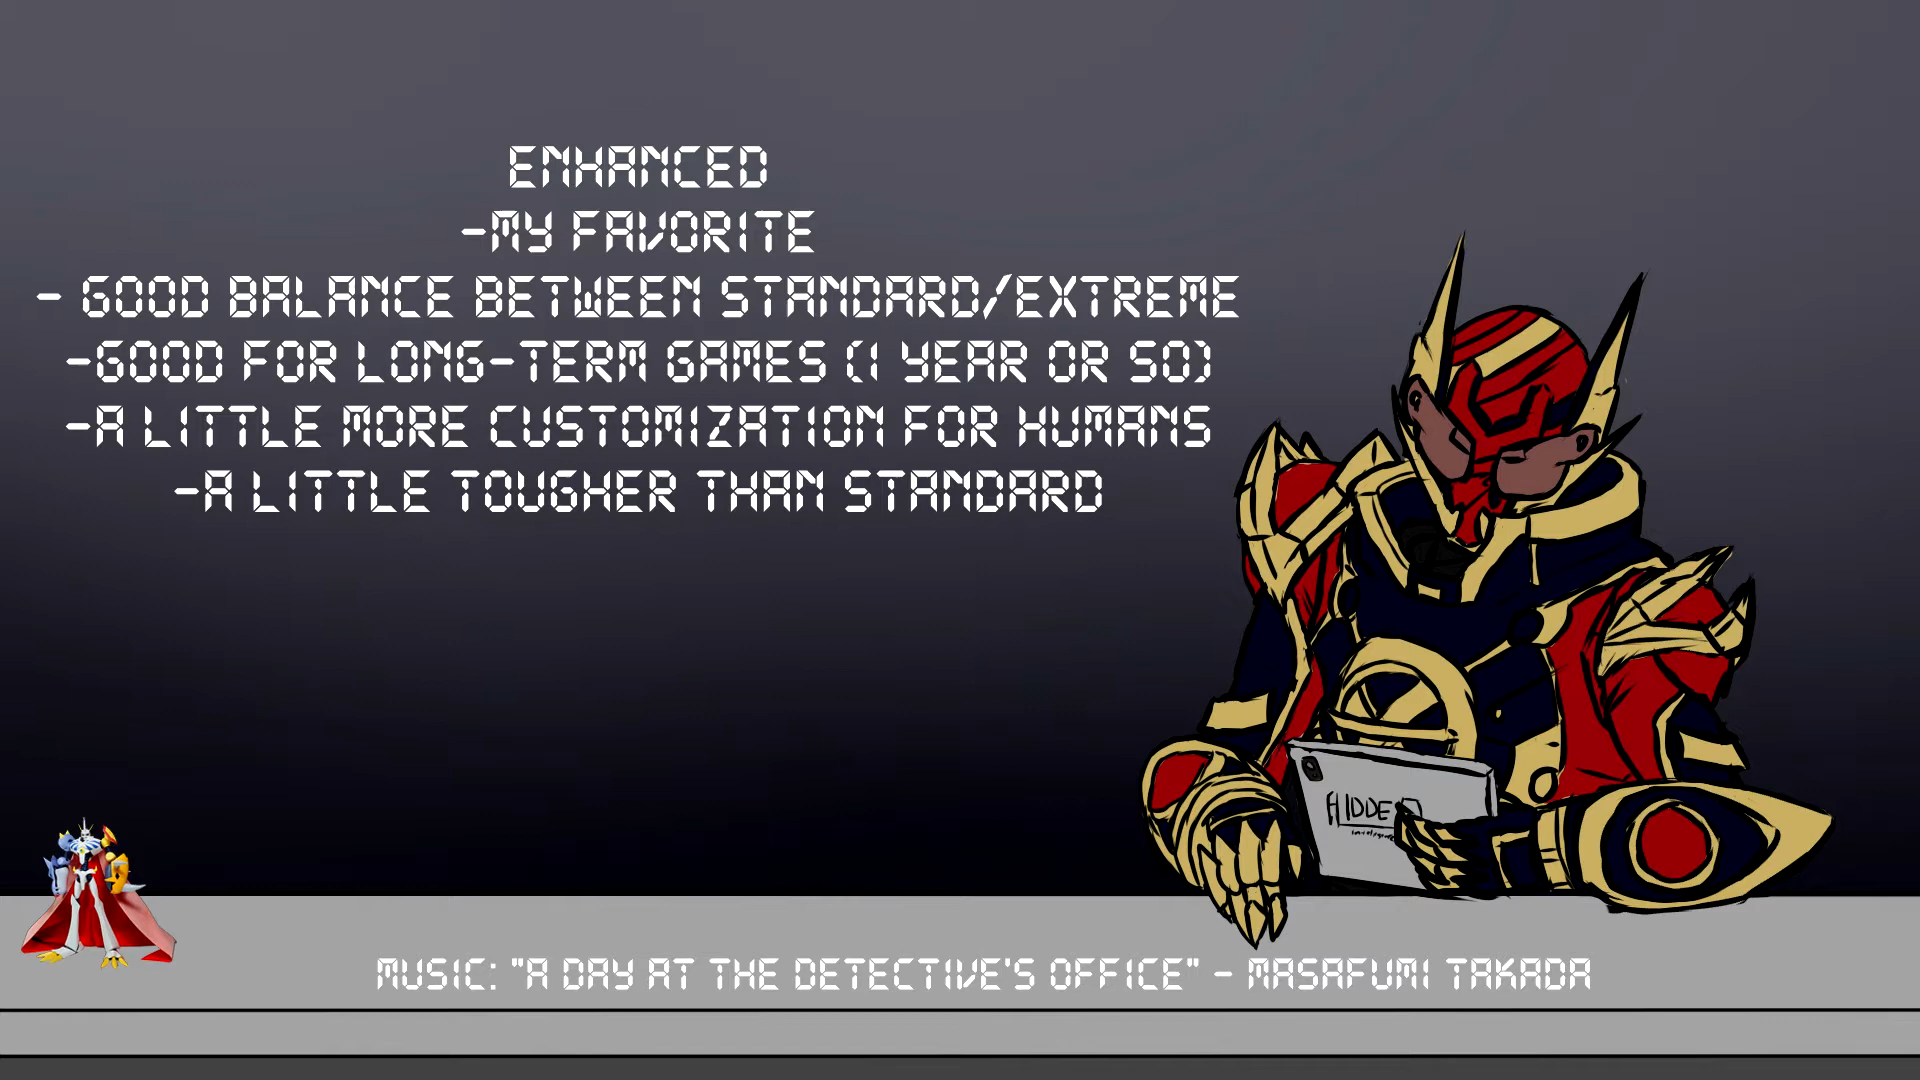 ENHANCED
-MY FAVORITE
- GOOD BALANCE BETWEEN STANDARD/EXTREME
-GOOD FOR LONG-TERM GAMES (1 YEAR OR SO)
-A LITTLE MORE CUSTOMIZATION FOR HUMANS
-A LITTLE TOUGHER THAN STANDARD
MUSIC: "A DAY AT THE DETECTIVE'S OFFICE" - MASAFUMI TAKADA